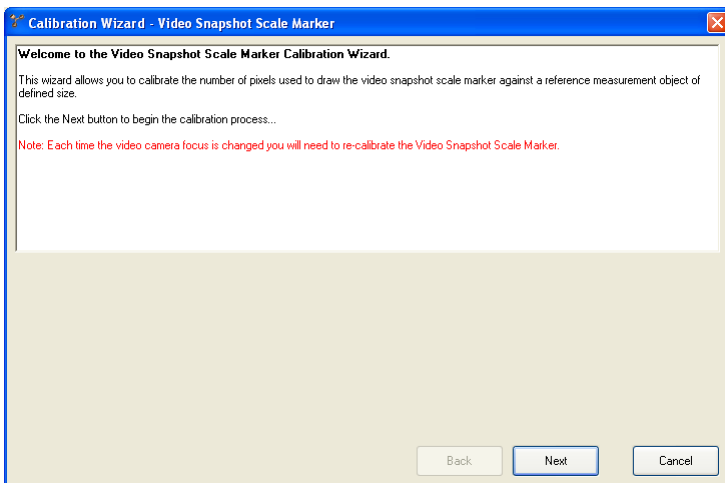 Calibration Wizard - Video Snapshot Scale Marker
Welcome to the Video Snapshot Scale Marker Calibration Wizard.
This wizard allows you to calibrate the number of pixels used to draw the video snapshot scale marker against a reference measurement object of
defined size.
Click the Next button to begin the calibration process...
Note: Each time the video camera focus is changed you will need to re-calibrate the Video Snapshot Scale Marker.
Back Next Cancel